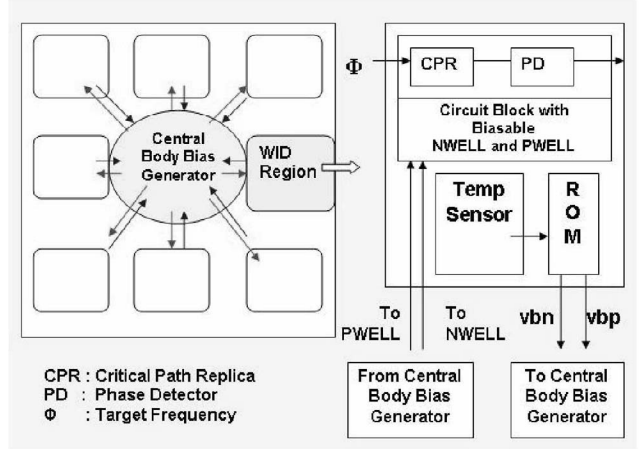 Central
Body Bias
Generator
WID
Region
Φ
CPR
PD
Circuit Block with
Biasable
NWELL and PWELL
Temp
Sensor
R
O
M
To
PWELL
To
NWELL
vbn
vbp
From Central
Body Bias
Generator
To Central
Body Bias
Generator
CPR : Critical Path Replica
PD : Phase Detector
Φ : Target Frequency